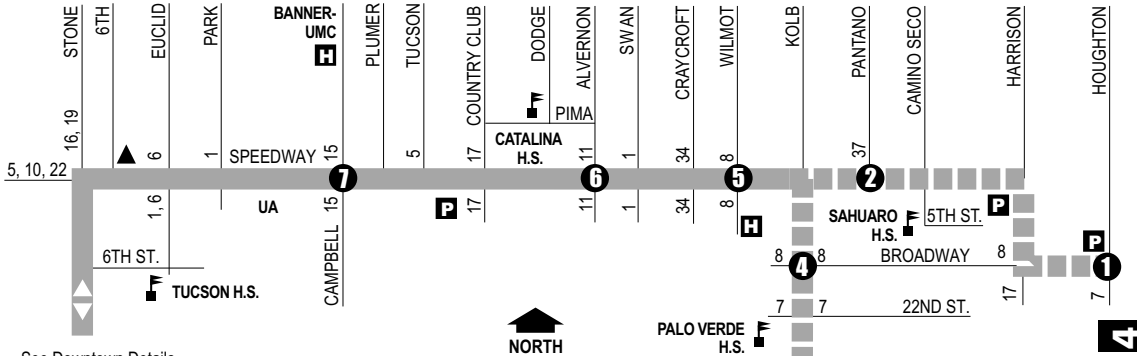 STONE
6TH
EUCLID
PARK
BANNER-
UMC
H
PLUMER
TUCSON
COUNTRY CLUB
DODGE
ALVERNON
SWAN
CRAYCROFT
WILMOT
KOLB
PANTANO
CAMINO SECO
HARRISON
HOUGHTON
PIMA
CATALINA
H.S.
16, 19
6
1
SPEEDWAY
15
5
17
11
1
34
8
37
5, 10, 22
7
6
5
2
1, 6
UA
15
P
17
11
1
34
8
H
SAHUARO
H.S.
5TH ST.
P
CAMPBELL
6TH ST.
TUCSON H.S.
8
4
8
BROADWAY
8
P
1
17
7
7
7
22ND ST.
PALO VERDE
H.S.
NORTH
4